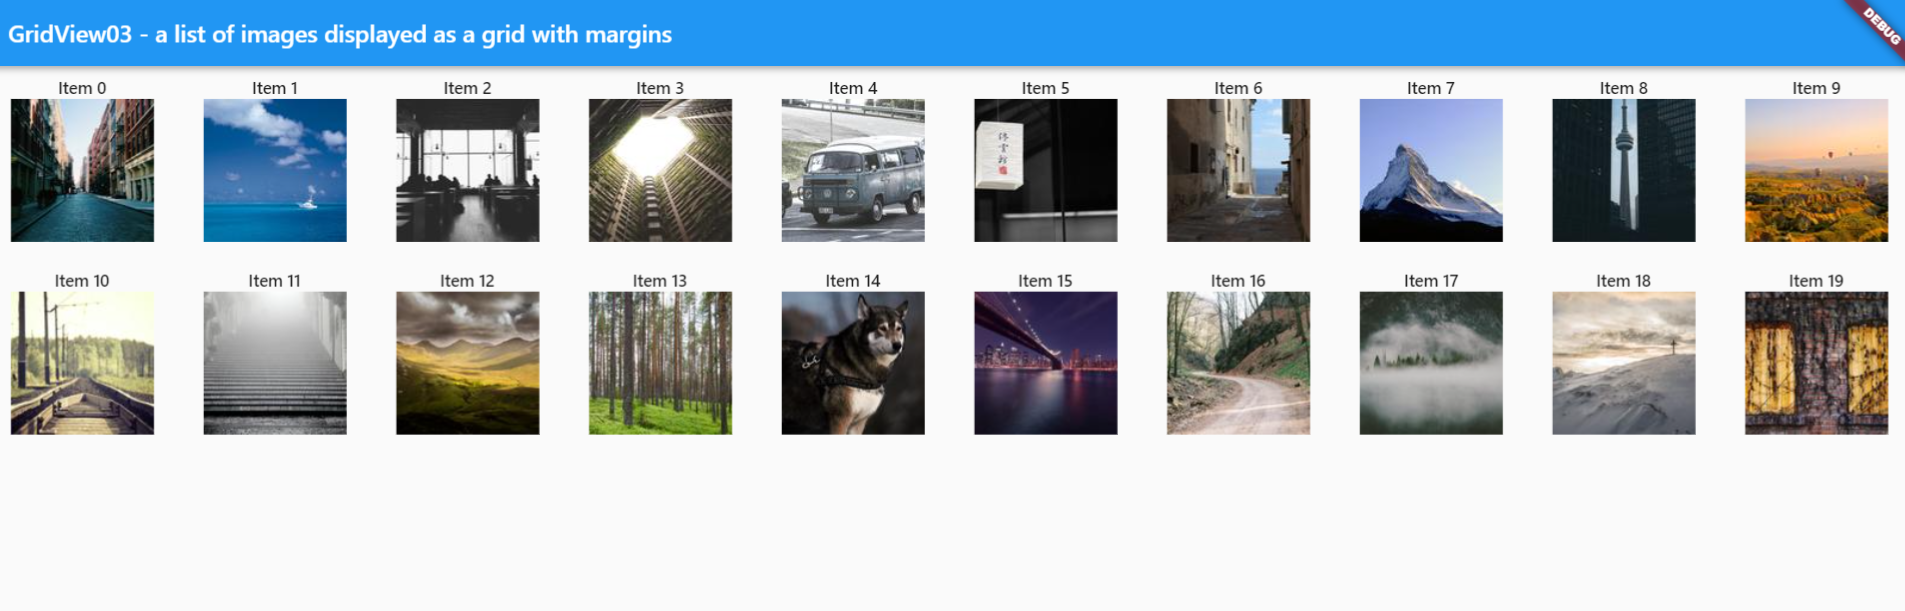 GridView03 - a list of images displayed as a grid with margins
DEBUG
Item 0
Item 1
Item 2
Item 3
Item 4
Item 5
Item 6
Item 7
Item 8
Item 9
Item 10
Item 11
Item 12
Item 13
Item 14
Item 15
Item 16
Item 17
Item 18
Item 19